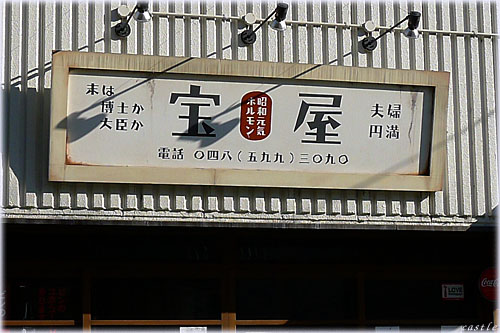 末は
博士か
大臣か
宝
昭和元気
ホルモン
屋
夫婦
円満
電話 〇四八(五九九)三〇九〇
castle